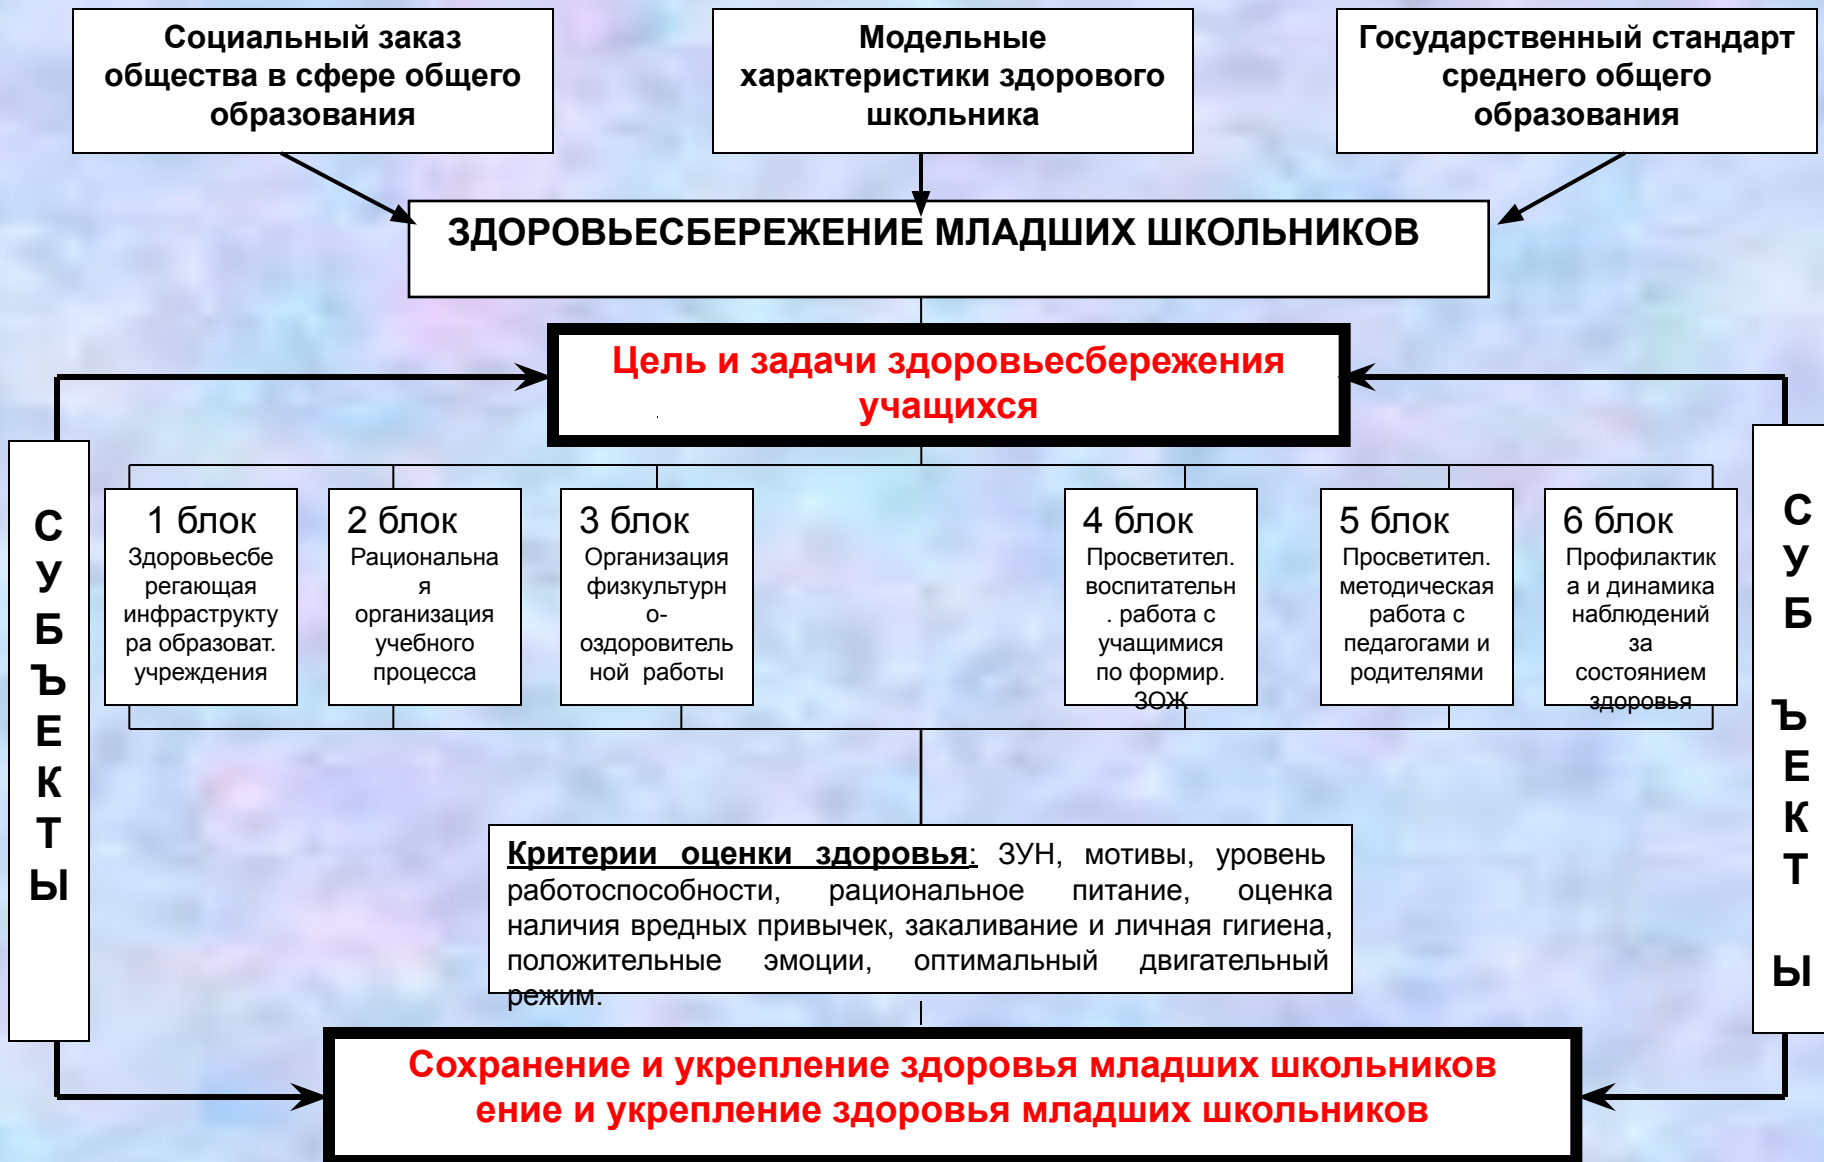 Социальный заказ
общества в сфере общего
образования
Модельные
характеристики здорового
школьника
Государственный стандарт
среднего общего
образования
ЗДОРОВЬЕСБЕРЕЖЕНИЕ МЛАДШИХ ШКОЛЬНИКОВ
Цель и задачи здоровьесбережения
учащихся
.
С
У
Б
Ъ
Е
К
Т
Ы
1 блок
Здоровьесбе
регающая
инфраструкту
ра образоват.
учреждения
2 блок
Рациональна
я
организация
учебного
процесса
3 блок
Организация
физкультурн
о-
оздоровитель
ной работы
4 блок
Просветител.
воспитательн
. работа с
учащимися
по формир.
ЗОЖ
5 блок
Просветител.
методическая
работа с
педагогами и
родителями
6 блок
Профилактик
а и динамика
наблюдений
за
состоянием
здоровья
С
У
Б
Ъ
Е
К
Т
Ы
Критерии оценки здоровья: ЗУН, мотивы, уровень
работоспособности, рациональное питание, оценка
наличия вредных привычек, закаливание и личная гигиена,
положительные эмоции, оптимальный двигательный
режим.
Сохранение и укрепление здоровья младших школьников
ение и укрепление здоровья младших школьников